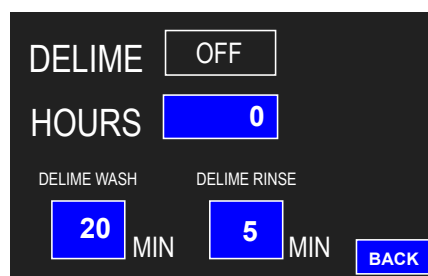 DELIME OFF
HOURS 0
DELIME WASH DELIME RINSE
20 MIN 5 MIN
BACK